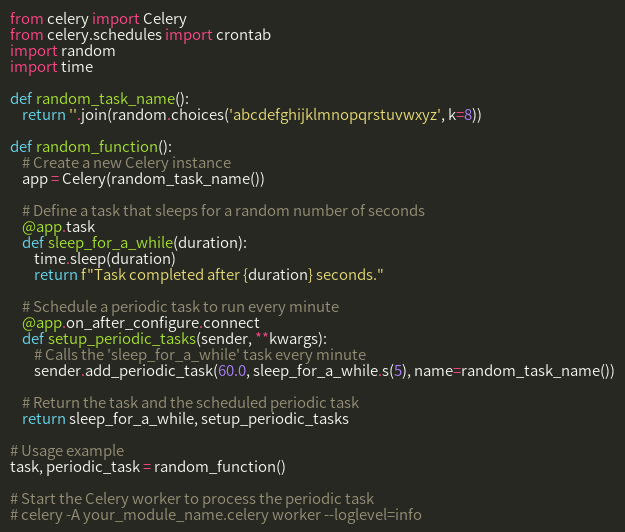 from celery import Celery
from celery.schedules import crontab
import random
import time

def random_task_name():
    return ''.join(random.choices('abcdefghijklmnopqrstuvwxyz', k=8))

def random_function():
    # Create a new Celery instance
    app = Celery(random_task_name())

    # Define a task that sleeps for a random number of seconds
    @app.task
    def sleep_for_a_while(duration):
        time.sleep(duration)
        return f"Task completed after {duration} seconds."

    # Schedule a periodic task to run every minute
    @app.on_after_configure.connect
    def setup_periodic_tasks(sender, **kwargs):
        # Calls the 'sleep_for_a_while' task every minute
        sender.add_periodic_task(60.0, sleep_for_a_while.s(5), name=random_task_name())

    # Return the task and the scheduled periodic task
    return sleep_for_a_while, setup_periodic_tasks

# Usage example
task, periodic_task = random_function()

# Start the Celery worker to process the periodic task
# celery -A your_module_name.celery worker --loglevel=info